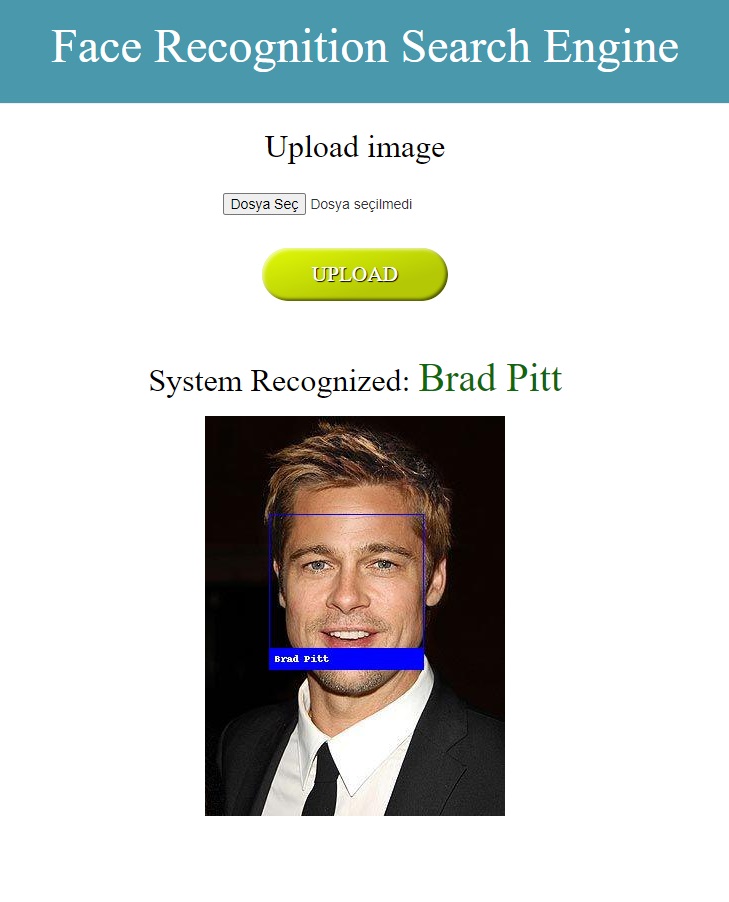 Face Recognition Search Engine
Upload image
Dosya Seç Dosya seçilmedi
UPLOAD
System Recognized: Brad Pitt
Brad Pitt